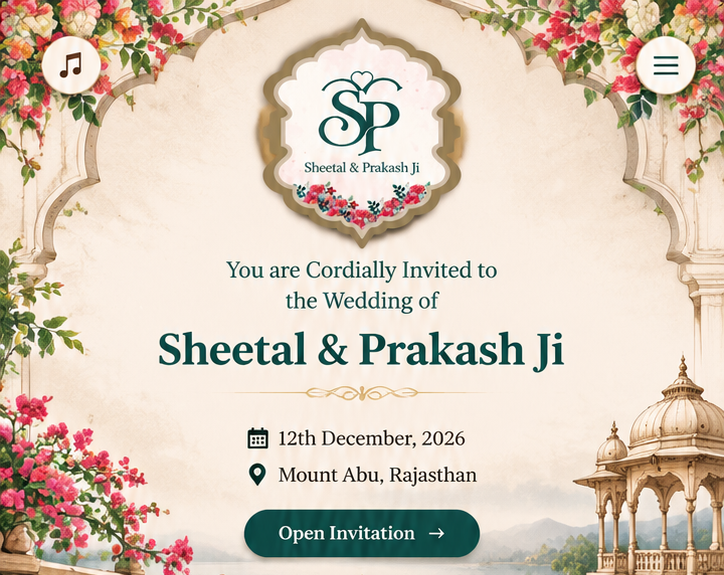 SP
Sheetal & Prakash Ji
You are Cordially Invited to
the Wedding of
Sheetal & Prakash Ji
12th December, 2026
Mount Abu, Rajasthan
Open Invitation →